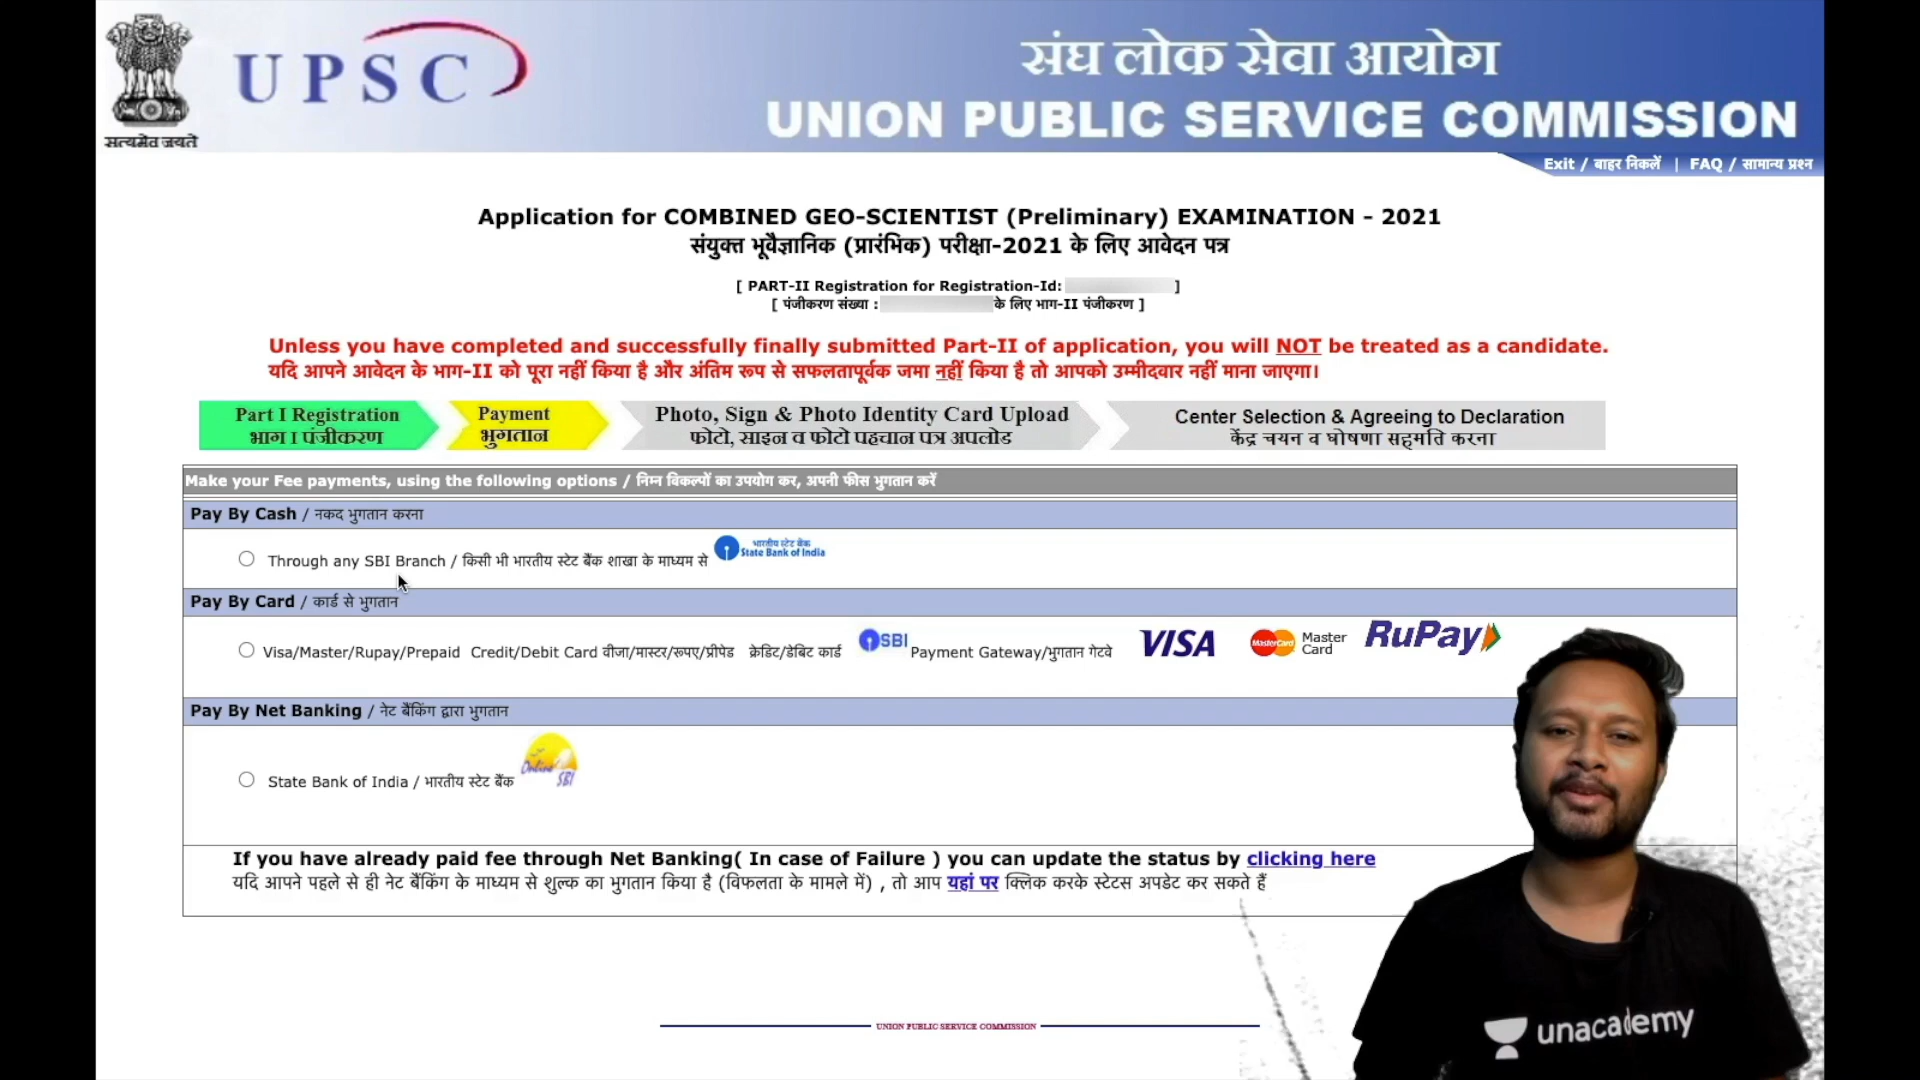 सत्यमेव जयते
UPSC
संघ लोक सेवा आयोग
UNION PUBLIC SERVICE COMMISSION
Exit / बाहर निकलें | FAQ / सामान्य प्रश्न
Application for COMBINED GEO-SCIENTIST (Preliminary) EXAMINATION - 2021
संयुक्त भूवैज्ञानिक (प्रारंभिक) परीक्षा-2021 के लिए आवेदन पत्र
[ PART-II Registration for Registration-Id: ]
[ पंजीकरण संख्या : के लिए भाग-II पंजीकरण ]
Unless you have completed and successfully finally submitted Part-II of application, you will NOT be treated as a candidate.
यदि आपने आवेदन के भाग-II को पूरा नहीं किया है और अंतिम रूप से सफलतापूर्वक जमा नहीं किया है तो आपको उम्मीदवार नहीं माना जाएगा।
Part I Registration
भाग I पंजीकरण
Payment
भुगतान
Photo, Sign & Photo Identity Card Upload
फोटो, साइन व फोटो पहचान पत्र अपलोड
Center Selection & Agreeing to Declaration
केंद्र चयन व घोषणा सहमति करना
Make your Fee payments, using the following options / निम्न विकल्पों का उपयोग कर, अपनी फीस भुगतान करें
Pay By Cash / नकद भुगतान करना
Through any SBI Branch / किसी भी भारतीय स्टेट बैंक शाखा के माध्यम से
भारतीय स्टेट बैंक
State Bank of India
Pay By Card / कार्ड से भुगतान
Visa/Master/Rupay/Prepaid Credit/Debit Card वीजा/मास्टर/रूपए/प्रीपेड क्रेडिट/डेबिट कार्ड SBI Payment Gateway/भुगतान गेटवे VISA MasterCard Master Card RuPay
Pay By Net Banking / नेट बैंकिंग द्वारा भुगतान
State Bank of India / भारतीय स्टेट बैंक
Online SBI
If you have already paid fee through Net Banking( In case of Failure ) you can update the status by clicking here
यदि आपने पहले से ही नेट बैंकिंग के माध्यम से शुल्क का भुगतान किया है (विफलता के मामले में) , तो आप यहां पर क्लिक करके स्टेटस अपडेट कर सकते हैं
UNION PUBLIC SERVICE COMMISSION
unacademy